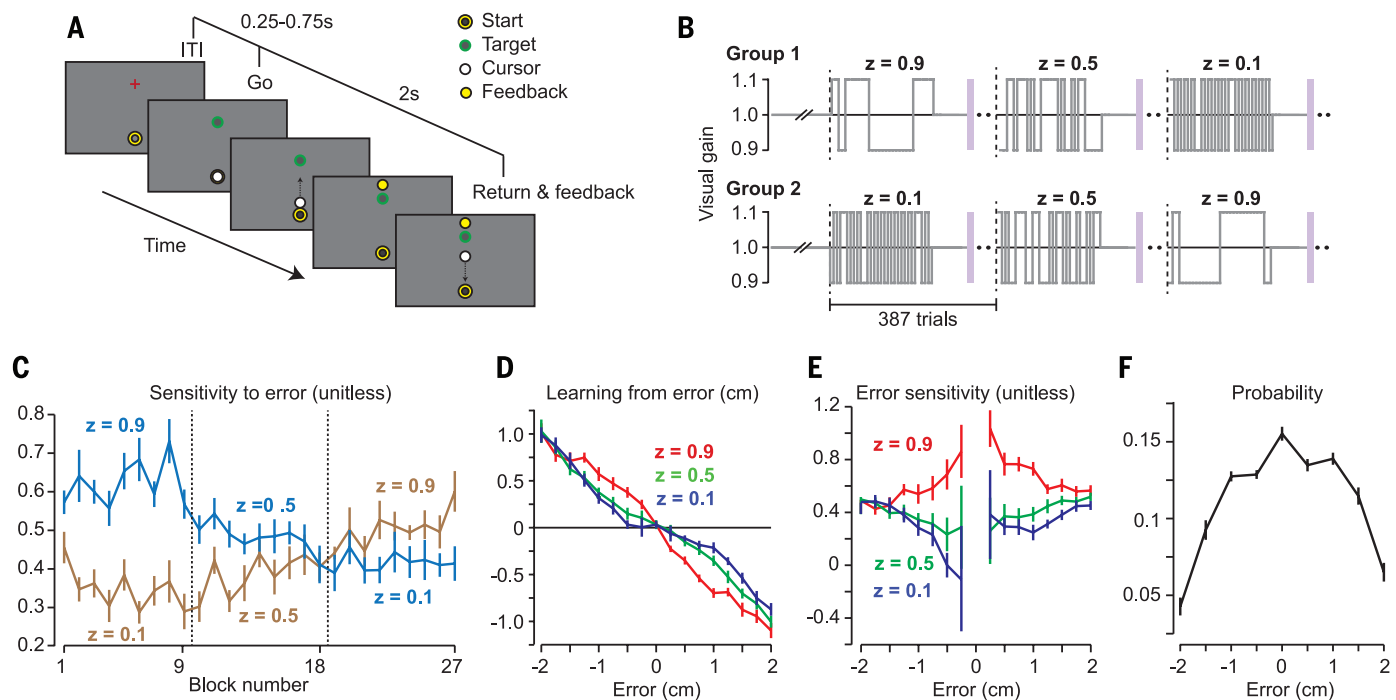 A
0.25-0.75s
ITI
Go
2s
Return & feedback
Time
Start
Target
Cursor
Feedback
B
Group 1
z = 0.9
z = 0.5
z = 0.1
1.1
1.0
0.9
Visual gain
Group 2
z = 0.1
z = 0.5
z = 0.9
1.1
1.0
0.9
387 trials
C
Sensitivity to error (unitless)
0.8
0.7
0.6
0.5
0.4
0.3
0.2
z = 0.9
z =0 .5
z = 0.9
z = 0.1
z = 0.5
z = 0.1
1
9
18
27
Block number
D
Learning from error (cm)
1.0
0.5
0
-0.5
-1.0
z = 0.9
z = 0.5
z = 0.1
-2
-1
0
1
2
Error (cm)
E
Error sensitivity (unitless)
1.2
0.8
0.4
0
-0.4
z = 0.9
z = 0.5
z = 0.1
-2
-1
0
1
2
Error (cm)
F
Probability
0.15
0.1
0.05
-2
-1
0
1
2
Error (cm)